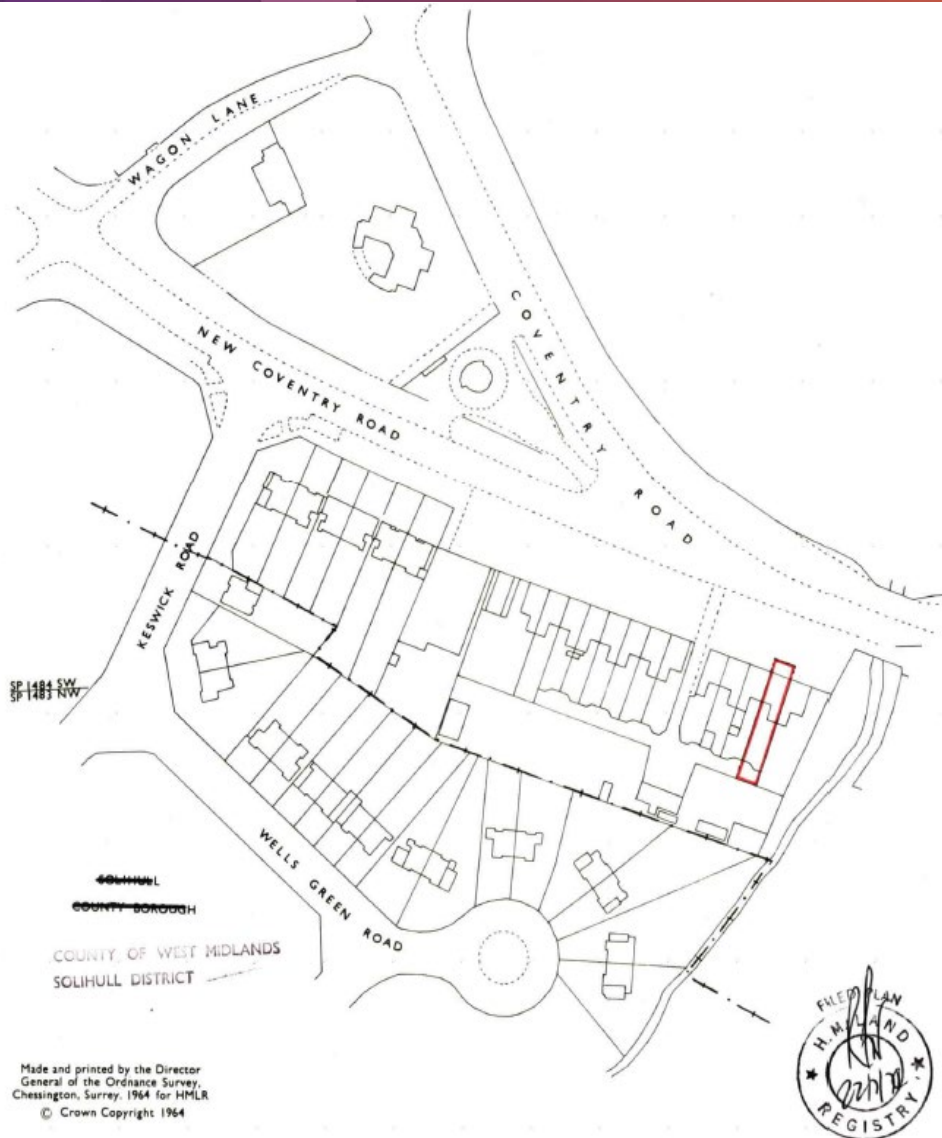 WAGON LANE
COVENTRY ROAD
NEW COVENTRY ROAD
KESWICK ROAD
SP 1484 SW
SP 1483 NW
WELLS GREEN ROAD
SOLIHULL
COUNTY BOROUGH
COUNTY OF WEST MIDLANDS
SOLIHULL DISTRICT
FILED PLAN
H.M. LAND
REGISTRY
Made and printed by the Director
General of the Ordnance Survey,
Chessington, Surrey. 1964 for HMLR
© Crown Copyright 1964